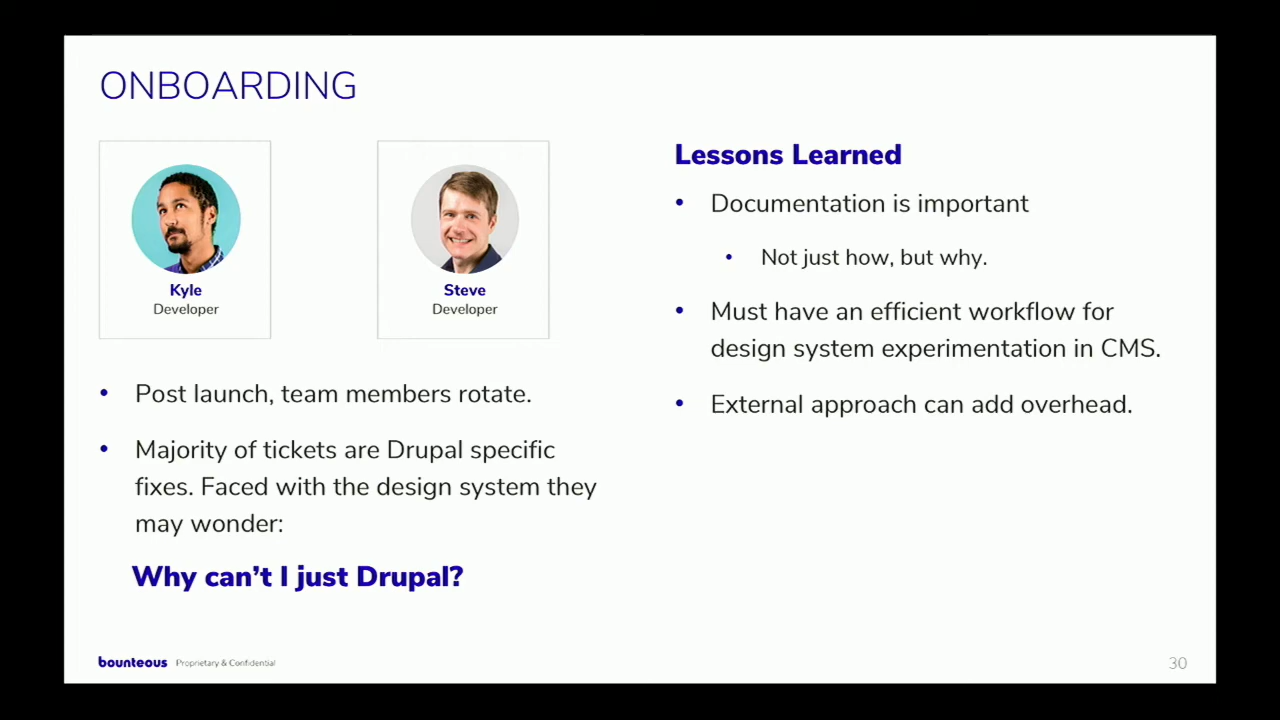 ONBOARDING
Kyle
Developer
Steve
Developer
• Post launch, team members rotate.
• Majority of tickets are Drupal specific
fixes. Faced with the design system they
may wonder:
Why can't I just Drupal?
Lessons Learned
• Documentation is important
• Not just how, but why.
• Must have an efficient workflow for
design system experimentation in CMS.
• External approach can add overhead.
bounteous Proprietary & Confidential
30